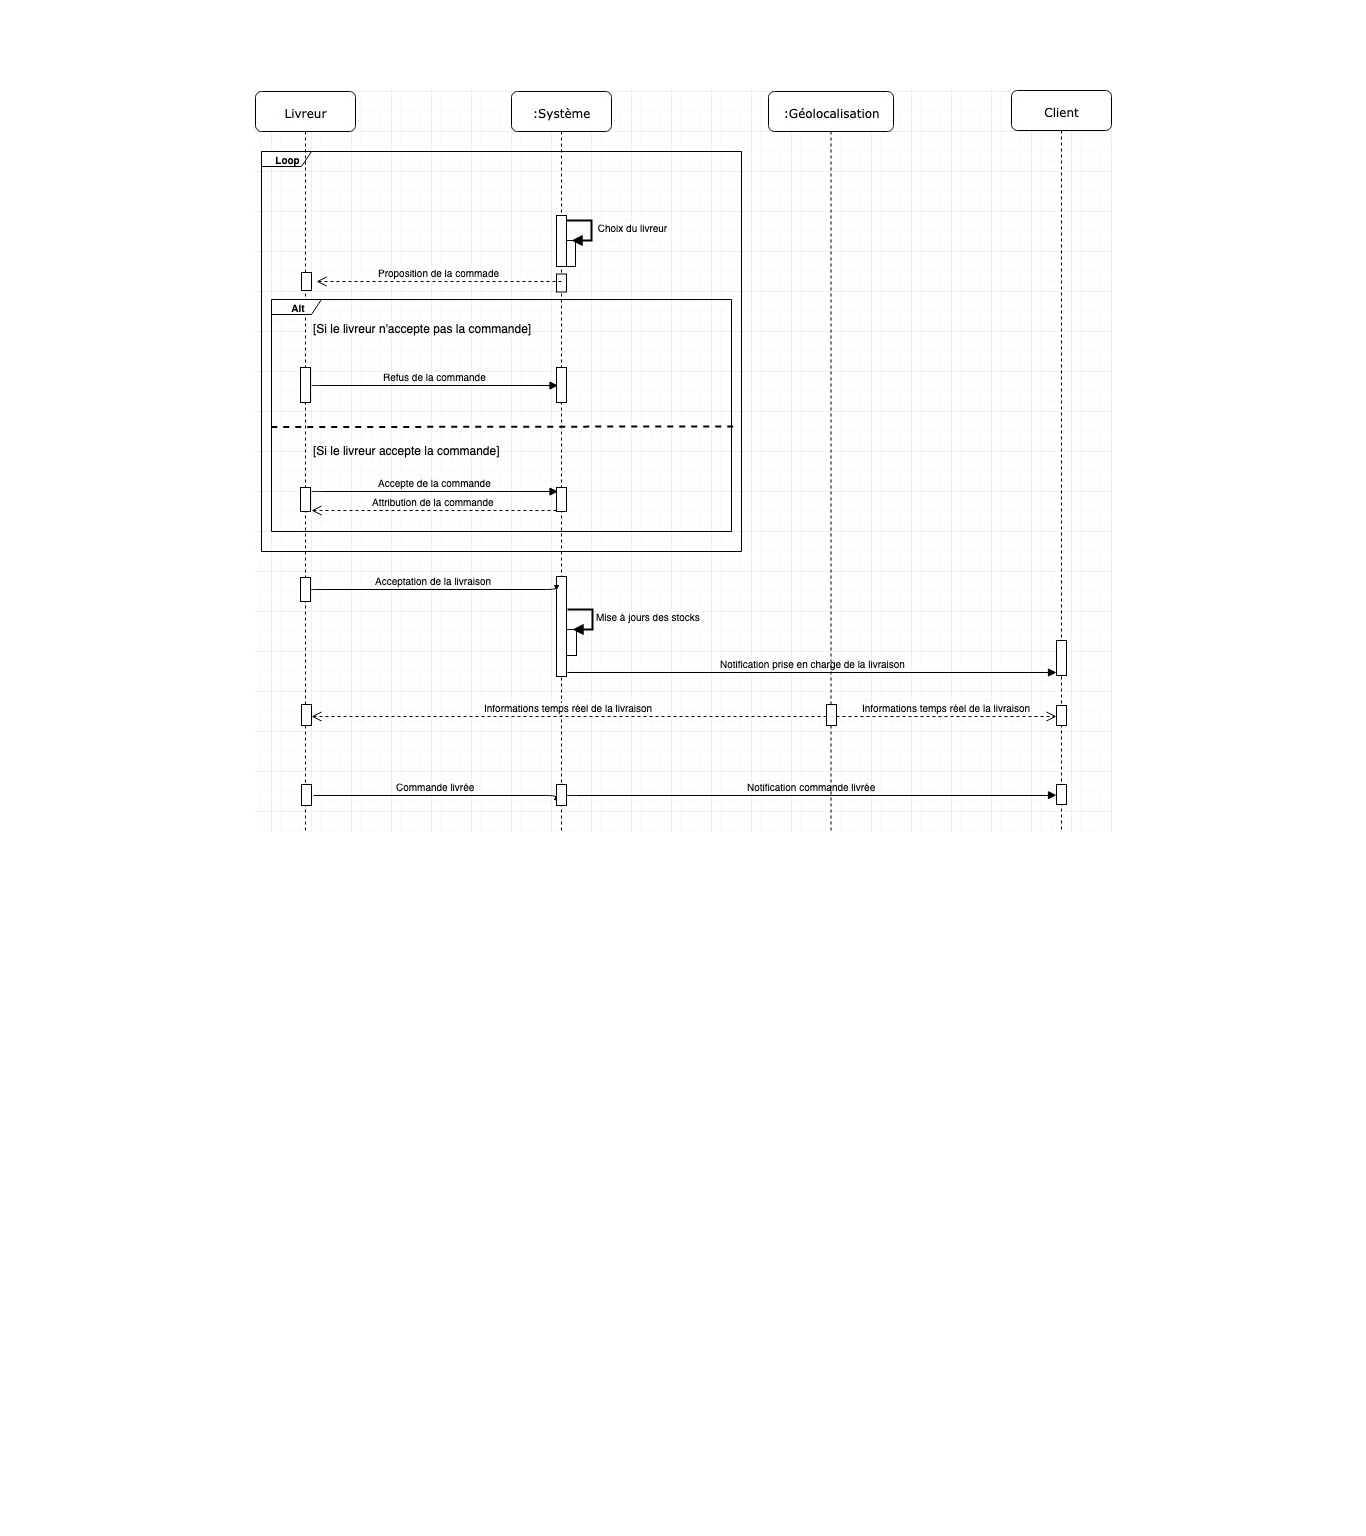 Livreur
:Système
:Géolocalisation
Client
Loop
Choix du livreur
Proposition de la commade
Alt
[Si le livreur n'accepte pas la commande]
Refus de la commande
[Si le livreur accepte la commande]
Accepte de la commande
Attribution de la commande
Acceptation de la livraison
Mise à jours des stocks
Notification prise en charge de la livraison
Informations temps réel de la livraison
Informations temps réel de la livraison
Commande livrée
Notification commande livrée